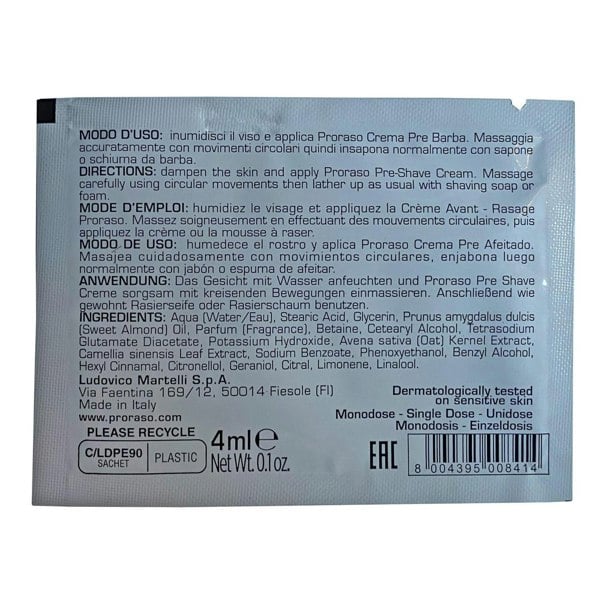 MODO D'USO: inumidisci il viso e applica Proraso Crema Pre Barba. Massaggia
accuratamente con movimenti circolari quindi insapona normalmente con sapone
o schiuma da barba.
DIRECTIONS: dampen the skin and apply Proraso Pre-Shave Cream. Massage
carefully using circular movements then lather up as usual with shaving soap or
foam.
MODE D'EMPLOI: humidiez le visage et appliquez la Crème Avant - Rasage
Proraso. Massez soigneusement en effectuant des mouvements circulaires, puis
appliquez la crème ou la mousse à raser.
MODO DE USO: humedece el rostro y aplica Proraso Crema Pre Afeitado.
Masajea cuidadosamente con movimientos circulares, enjabona luego
normalmente con jabón o espuma de afeitar.
ANWENDUNG: Das Gesicht mit Wasser anfeuchten und Proraso Pre Shave
Creme sorgsam mit kreisenden Bewegungen einmassieren. Anschließend wie
gewohnt Rasierseife oder Rasierschaum benutzen.
INGREDIENTS: Aqua (Water/Eau), Stearic Acid, Glycerin, Prunus amygdalus dulcis
(Sweet Almond) Oil, Parfum (Fragrance), Betaine, Cetearyl Alcohol, Tetrasodium
Glutamate Diacetate, Potassium Hydroxide, Avena sativa (Oat) Kernel Extract,
Camellia sinensis Leaf Extract, Sodium Benzoate, Phenoxyethanol, Benzyl Alcohol,
Hexyl Cinnamal, Citronellol, Geraniol, Citral, Limonene, Linalool.
Ludovico Martelli S.p.A.
Via Faentina 169/12, 50014 Fiesole (FI)
Made in Italy
www.proraso.com
PLEASE RECYCLE
C/LDPE90
SACHET
PLASTIC
4ml e
Net Wt. 0.1 oz.
Dermatologically tested
on sensitive skin
Monodose - Single Dose - Unidose
Monodosis - Einzeldosis
EAC
8 004395 008414